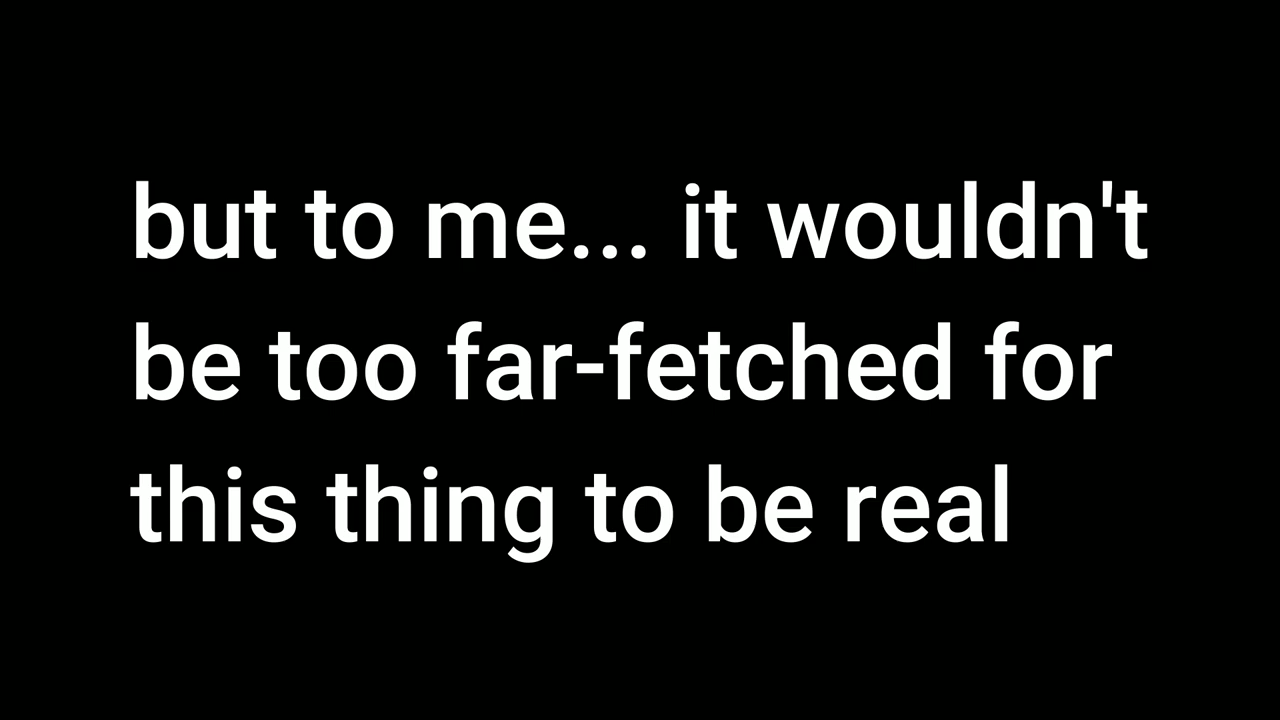 but to me... it wouldn't
be too far-fetched for
this thing to be real